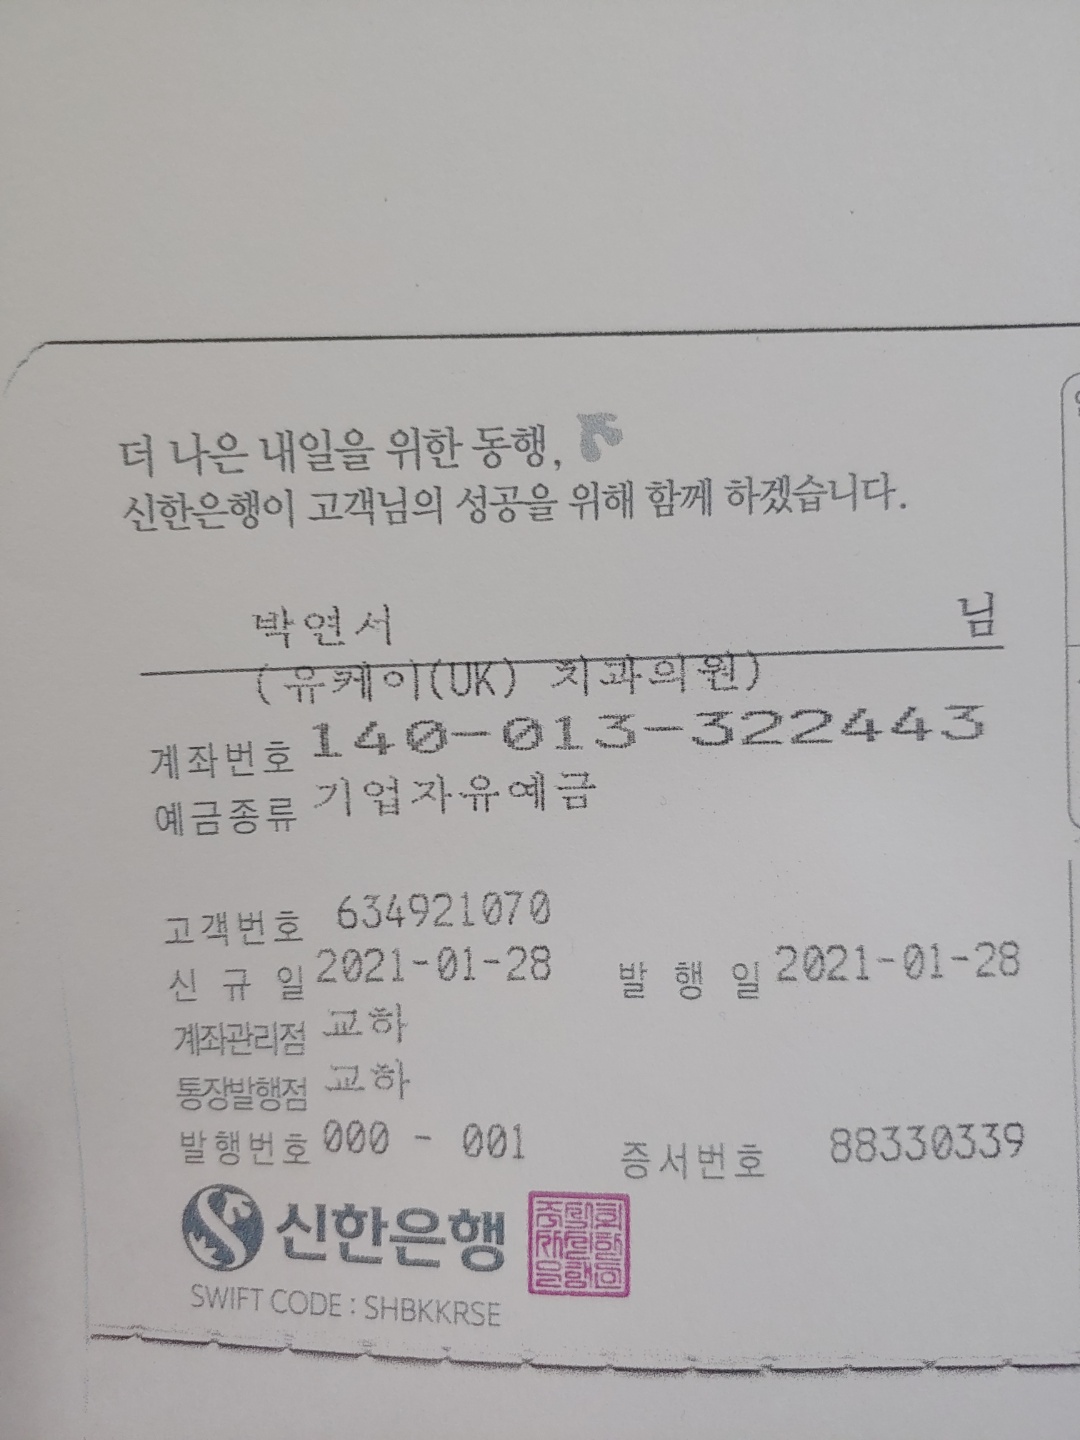 더 나은 내일을 위한 동행,
신한은행이 고객님의 성공을 위해 함께 하겠습니다.
박연서 님
(유케이(UK) 치과의원)
계좌번호 140-013-322443
예금종류 기업자유예금
고객번호 634921070
신규일 2021-01-28 발행일 2021-01-28
계좌관리점 교하
통장발행점 교하
발행번호 000 - 001 증서번호 88330339
신한은행
SWIFT CODE : SHBKKRSE